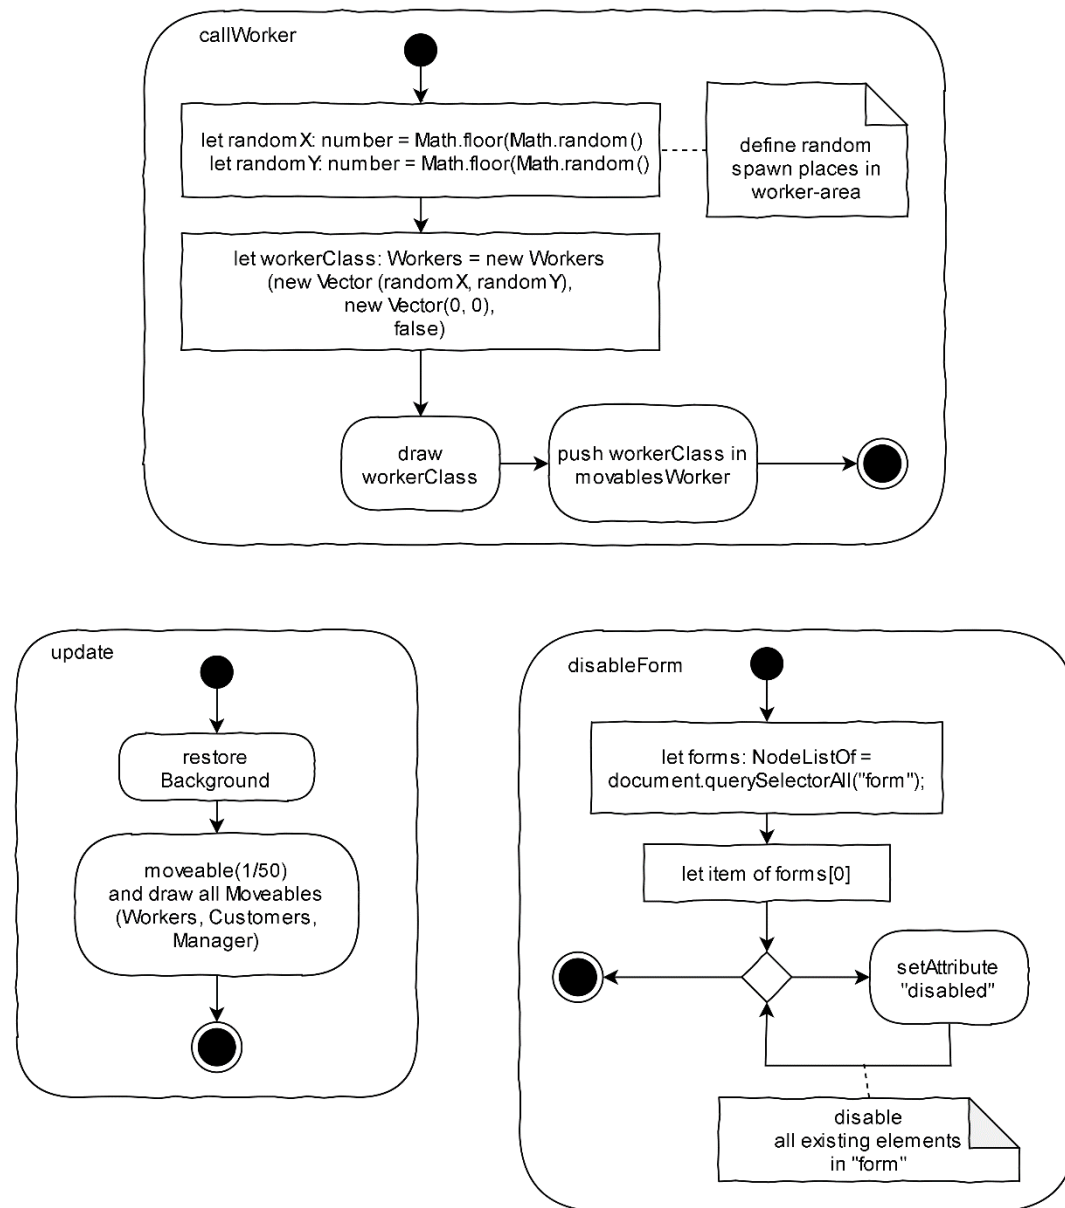 callWorker
let randomX: number = Math.floor(Math.random()
let randomY: number = Math.floor(Math.random()
define random
spawn places in
worker-area
let workerClass: Workers = new Workers
(new Vector (randomX, randomY),
new Vector(0, 0),
false)
draw
workerClass
push workerClass in
movablesWorker
update
restore
Background
moveable(1/50)
and draw all Moveables
(Workers, Customers,
Manager)
disableForm
let forms: NodeListOf =
document.querySelectorAll("form");
let item of forms[0]
setAttribute
"disabled"
disable
all existing elements
in "form"